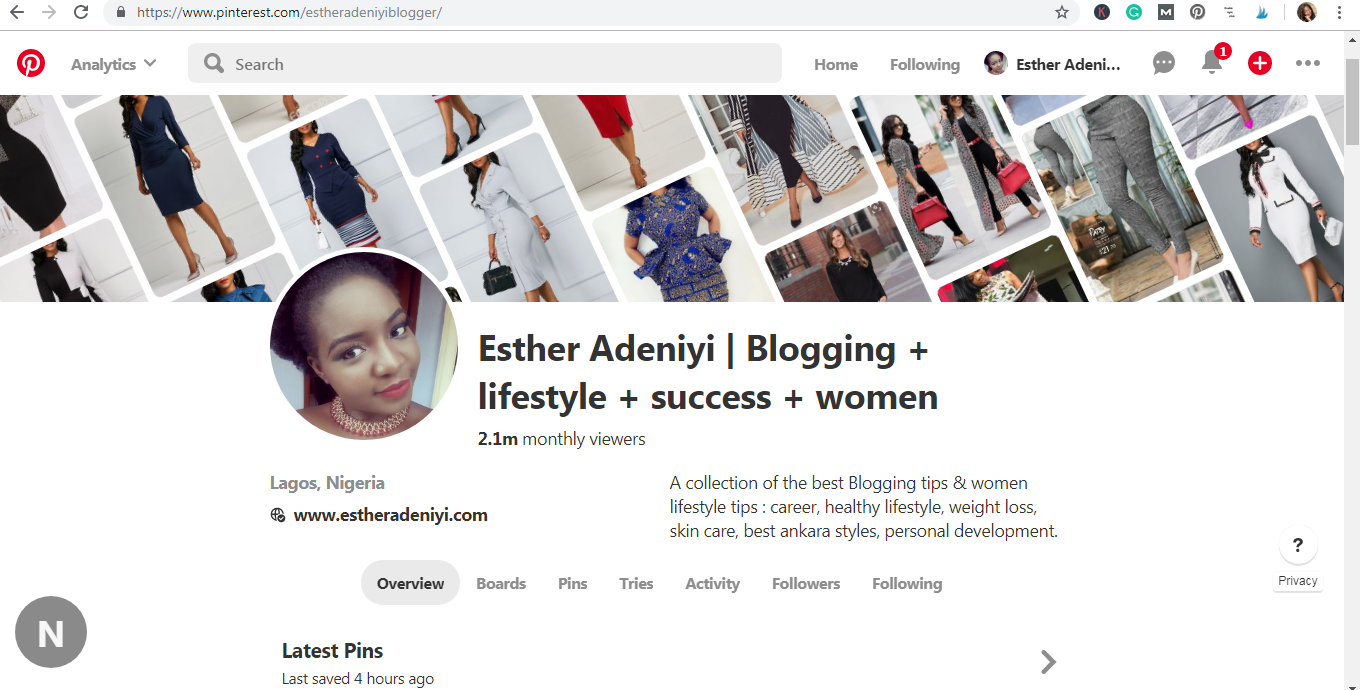 https://www.pinterest.com/estheradeniyiblogger/
Analytics
Search
Home
Following
Esther Adeni...
1
Esther Adeniyi | Blogging +
lifestyle + success + women
2.1m monthly viewers
Lagos, Nigeria
www.estheradeniyi.com
A collection of the best Blogging tips & women
lifestyle tips : career, healthy lifestyle, weight loss,
skin care, best ankara styles, personal development.
?
Privacy
Overview
Boards
Pins
Tries
Activity
Followers
Following
N
Latest Pins
Last saved 4 hours ago